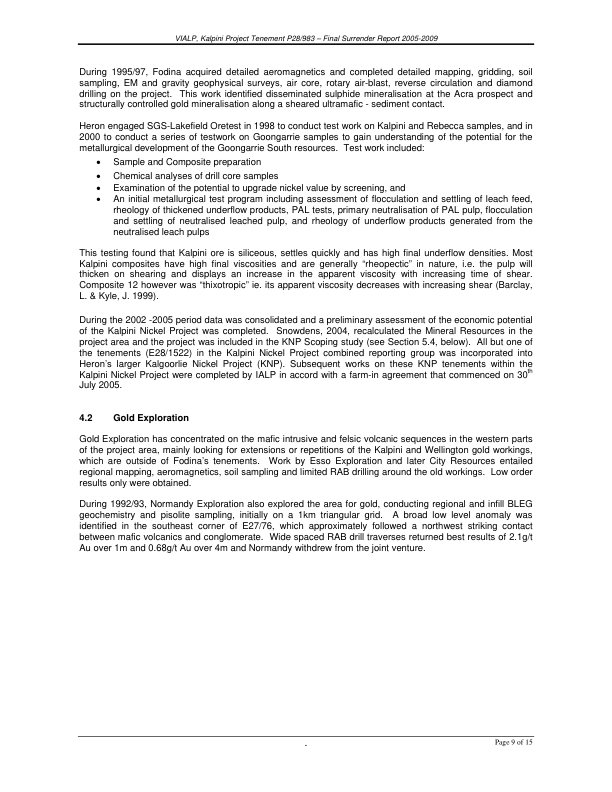 VIALP, Kalpini Project Tenement P28/983 – Final Surrender Report 2005-2009
During 1995/97, Fodina acquired detailed aeromagnetics and completed detailed mapping, gridding, soil
sampling, EM and gravity geophysical surveys, air core, rotary air-blast, reverse circulation and diamond
drilling on the project. This work identified disseminated sulphide mineralisation at the Acra prospect and
structurally controlled gold mineralisation along a sheared ultramafic - sediment contact.
Heron engaged SGS-Lakefield Oretest in 1998 to conduct test work on Kalpini and Rebecca samples, and in
2000 to conduct a series of testwork on Goongarrie samples to gain understanding of the potential for the
metallurgical development of the Goongarrie South resources. Test work included:
• Sample and Composite preparation
• Chemical analyses of drill core samples
• Examination of the potential to upgrade nickel value by screening, and
• An initial metallurgical test program including assessment of flocculation and settling of leach feed,
rheology of thickened underflow products, PAL tests, primary neutralisation of PAL pulp, flocculation
and settling of neutralised leached pulp, and rheology of underflow products generated from the
neutralised leach pulps
This testing found that Kalpini ore is siliceous, settles quickly and has high final underflow densities. Most
Kalpini composites have high final viscosities and are generally “rheopectic” in nature, i.e. the pulp will
thicken on shearing and displays an increase in the apparent viscosity with increasing time of shear.
Composite 12 however was “thixotropic” ie. its apparent viscosity decreases with increasing shear (Barclay,
L. & Kyle, J. 1999).
During the 2002 -2005 period data was consolidated and a preliminary assessment of the economic potential
of the Kalpini Nickel Project was completed. Snowdens, 2004, recalculated the Mineral Resources in the
project area and the project was included in the KNP Scoping study (see Section 5.4, below). All but one of
the tenements (E28/1522) in the Kalpini Nickel Project combined reporting group was incorporated into
Heron’s larger Kalgoorlie Nickel Project (KNP). Subsequent works on these KNP tenements within the
Kalpini Nickel Project were completed by IALP in accord with a farm-in agreement that commenced on 30th
July 2005.
4.2 Gold Exploration
Gold Exploration has concentrated on the mafic intrusive and felsic volcanic sequences in the western parts
of the project area, mainly looking for extensions or repetitions of the Kalpini and Wellington gold workings,
which are outside of Fodina’s tenements. Work by Esso Exploration and later City Resources entailed
regional mapping, aeromagnetics, soil sampling and limited RAB drilling around the old workings. Low order
results only were obtained.
During 1992/93, Normandy Exploration also explored the area for gold, conducting regional and infill BLEG
geochemistry and pisolite sampling, initially on a 1km triangular grid. A broad low level anomaly was
identified in the southeast corner of E27/76, which approximately followed a northwest striking contact
between mafic volcanics and conglomerate. Wide spaced RAB drill traverses returned best results of 2.1g/t
Au over 1m and 0.68g/t Au over 4m and Normandy withdrew from the joint venture.
- Page 9 of 15